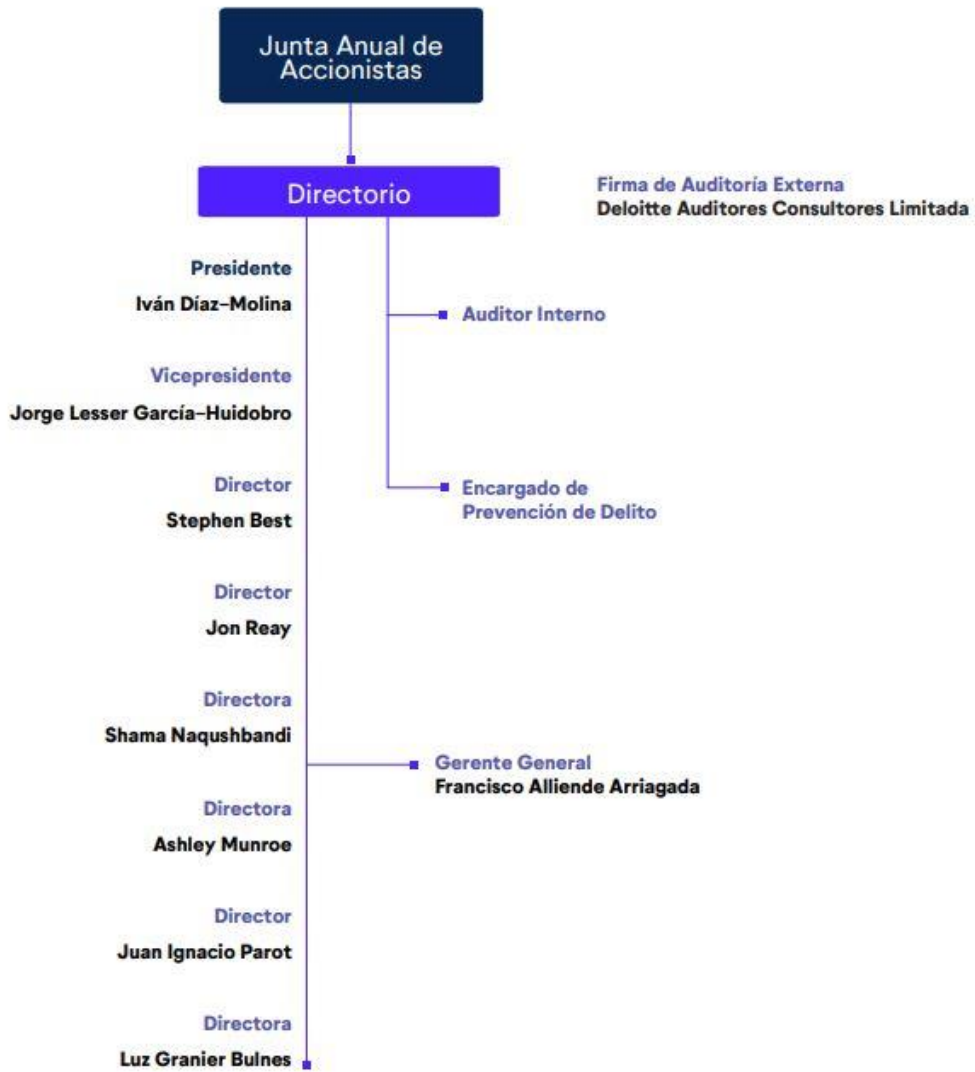 Junta Anual de
Accionistas
Directorio
Firma de Auditoría Externa
Deloitte Auditores Consultores Limitada
Presidente
Iván Díaz-Molina
Auditor Interno
Vicepresidente
Jorge Lesser García-Huidobro
Director
Stephen Best
Encargado de
Prevención de Delito
Director
Jon Reay
Directora
Shama Naqushbandi
Gerente General
Francisco Alliende Arriagada
Directora
Ashley Munroe
Director
Juan Ignacio Parot
Directora
Luz Granier Bulnes